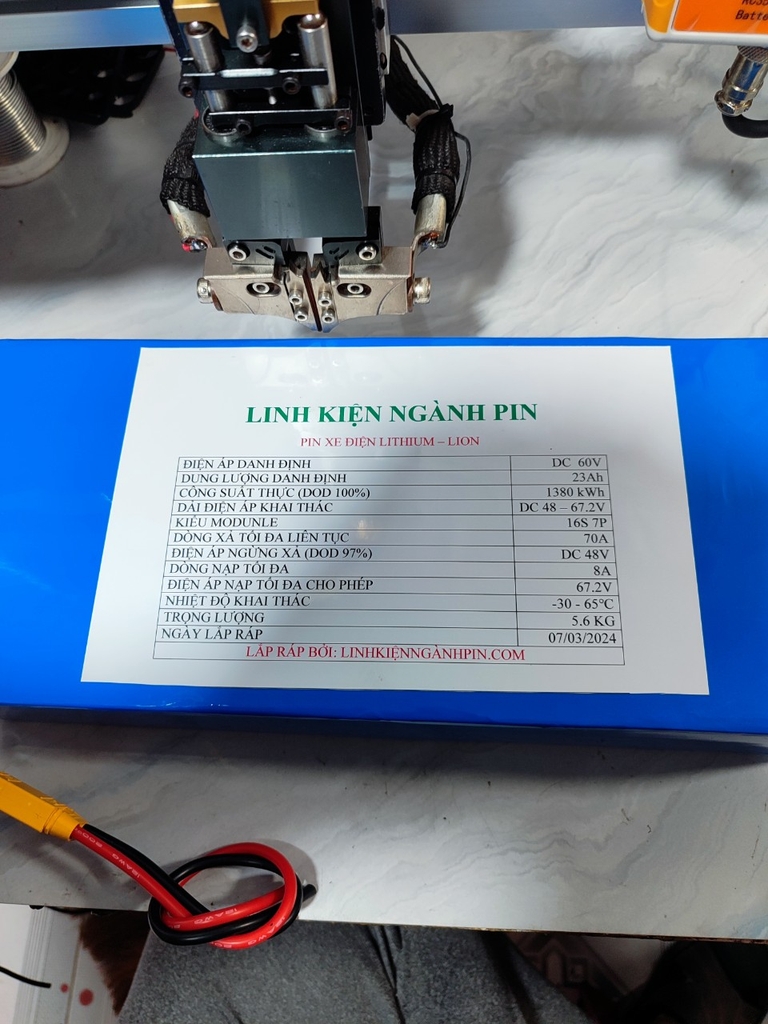 Batte
LINH KIỆN NGÀNH PIN
PIN XE ĐIỆN LITHIUM – LION
ĐIỆN ÁP DANH ĐỊNH DC 60V
DUNG LƯỢNG DANH ĐỊNH 23Ah
CÔNG SUẤT THỰC (DOD 100%) 1380 kWh
DẢI ĐIỆN ÁP KHAI THÁC DC 48 – 67.2V
KIỂU MODUNLE 16S 7P
DÒNG XẢ TỐI ĐA LIÊN TỤC 70A
ĐIỆN ÁP NGỪNG XẢ (DOD 97%) DC 48V
DÒNG NẠP TỐI ĐA 8A
ĐIỆN ÁP NẠP TỐI ĐA CHO PHÉP 67.2V
NHIỆT ĐỘ KHAI THÁC -30 - 65°C
TRỌNG LƯỢNG 5.6 KG
NGÀY LẮP RÁP 07/03/2024
LẮP RÁP BỞI: LINHKIỆNNGÀNHPIN.COM